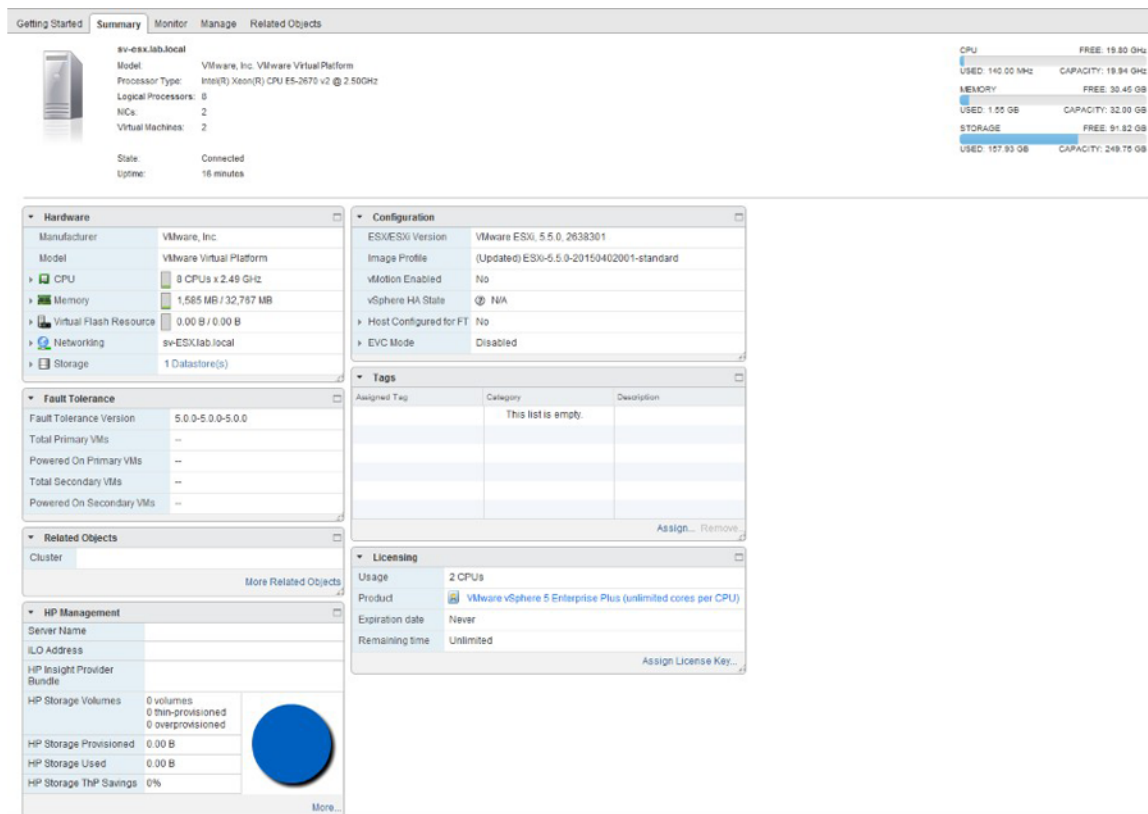 Getting Started Summary Monitor Manage Related Objects
sv-esx.lab.local
Model: VMware, Inc. VMware Virtual Platform
Processor Type: Intel(R) Xeon(R) CPU E5-2670 v2 @ 2.50GHz
Logical Processors: 8
NICs: 2
Virtual Machines: 2
State: Connected
Uptime: 16 minutes
CPU FREE: 19.80 GHz
USED: 140.00 MHz CAPACITY: 19.94 GHz
MEMORY FREE: 30.45 GB
USED: 1.55 GB CAPACITY: 32.00 GB
STORAGE FREE: 91.82 GB
USED: 157.93 GB CAPACITY: 249.75 GB
Hardware
Manufacturer VMware, Inc.
Model VMware Virtual Platform
CPU 8 CPUs x 2.49 GHz
Memory 1,585 MB / 32,767 MB
Virtual Flash Resource 0.00 B / 0.00 B
Networking sv-ESX.lab.local
Storage 1 Datastore(s)
Fault Tolerance
Fault Tolerance Version 5.0.0-5.0.0-5.0.0
Total Primary VMs --
Powered On Primary VMs --
Total Secondary VMs --
Powered On Secondary VMs --
Related Objects
Cluster
More Related Objects
HP Management
Server Name
iLO Address
HP Insight Provider
Bundle
HP Storage Volumes 0 volumes
0 thin-provisioned
0 overprovisioned
HP Storage Provisioned 0.00 B
HP Storage Used 0.00 B
HP Storage ThP Savings 0%
More...
Configuration
ESX/ESXi Version VMware ESXi, 5.5.0, 2638301
Image Profile (Updated) ESXi-5.5.0-20150402001-standard
vMotion Enabled No
vSphere HA State N/A
Host Configured for FT No
EVC Mode Disabled
Tags
Assigned Tag Category Description
This list is empty.
Assign... Remove...
Licensing
Usage 2 CPUs
Product VMware vSphere 5 Enterprise Plus (unlimited cores per CPU)
Expiration date Never
Remaining time Unlimited
Assign License Key...